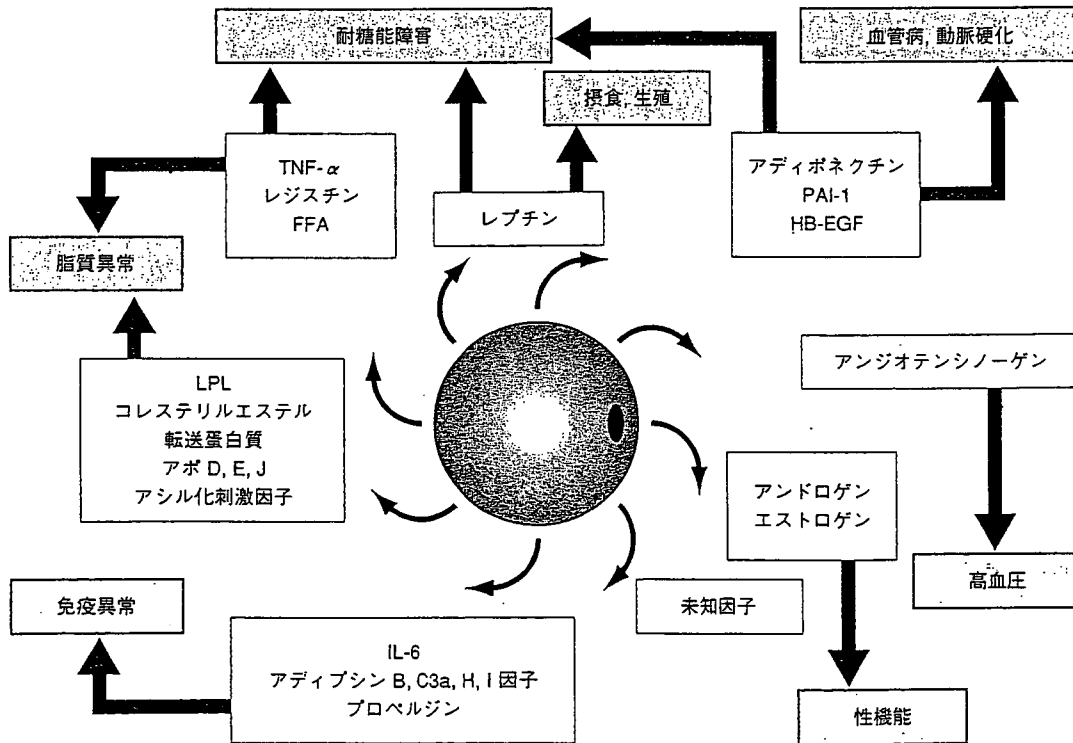 耐糖能障害
血管病, 動脈硬化
摂食, 生殖
TNF-α
レジスチン
FFA
レプチン
アディポネクチン
PAI-1
HB-EGF
脂質異常
LPL
コレステリルエステル
転送蛋白質
アポ D, E, J
アシル化刺激因子
アンジオテンシノーゲン
アンドロゲン
エストロゲン
高血圧
免疫異常
未知因子
IL-6
アディプシン B, C3a, H, I 因子
プロペルジン
性機能